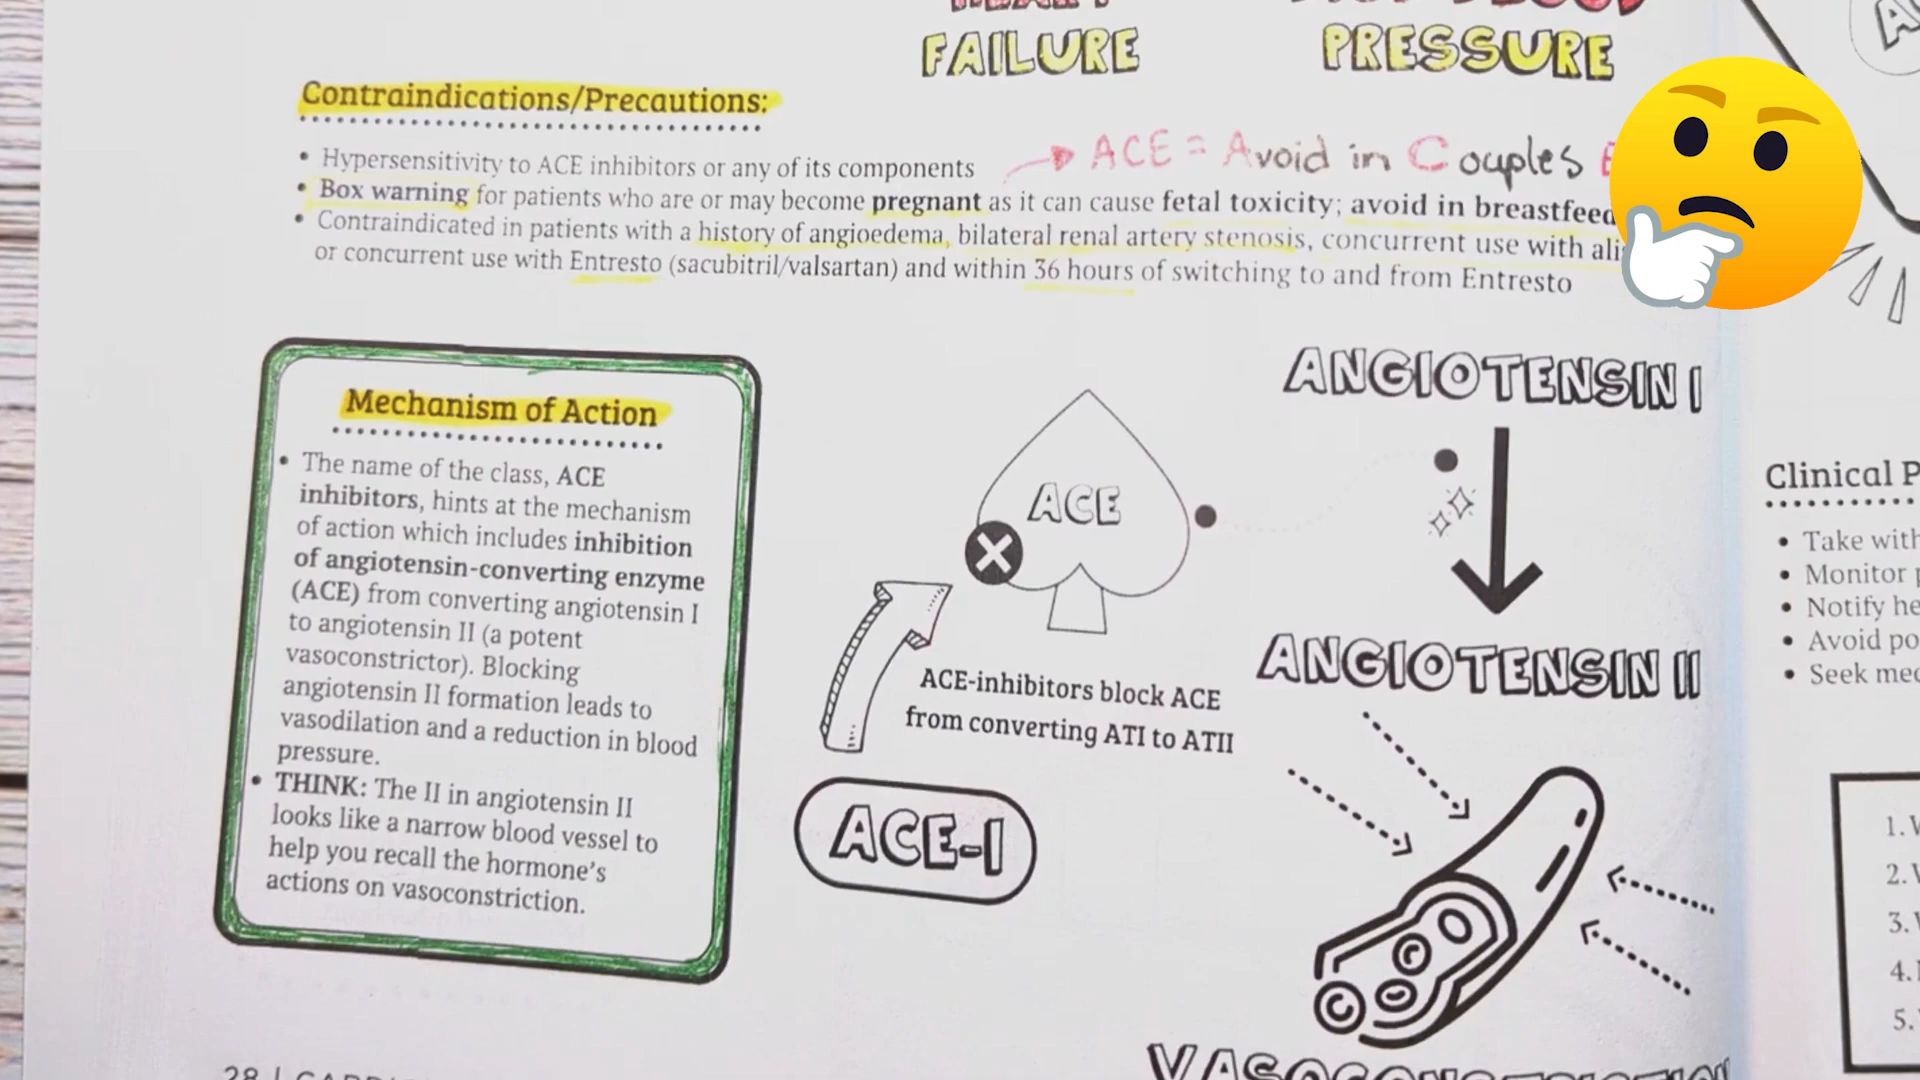 FAILURE
PRESSURE
Contraindications/Precautions:
• Hypersensitivity to ACE inhibitors or any of its components
ACE = Avoid in Couples
• Box warning for patients who are or may become pregnant as it can cause fetal toxicity; avoid in breastfeed
• Contraindicated in patients with a history of angioedema, bilateral renal artery stenosis, concurrent use with ali
or concurrent use with Entresto (sacubitril/valsartan) and within 36 hours of switching to and from Entresto
Mechanism of Action
• The name of the class, ACE
inhibitors, hints at the mechanism
of action which includes inhibition
of angiotensin-converting enzyme
(ACE) from converting angiotensin I
to angiotensin II (a potent
vasoconstrictor). Blocking
angiotensin II formation leads to
vasodilation and a reduction in blood
pressure.
• THINK: The II in angiotensin II
looks like a narrow blood vessel to
help you recall the hormone's
actions on vasoconstriction.
ACE
ACE-inhibitors block ACE
from converting ATI to ATII
ACE-I
ANGIOTENSIN I
ANGIOTENSIN II
Clinical P
• Take with
• Monitor
• Notify he
• Avoid po
• Seek med
1.
2.
3.
4.
5.
28 |